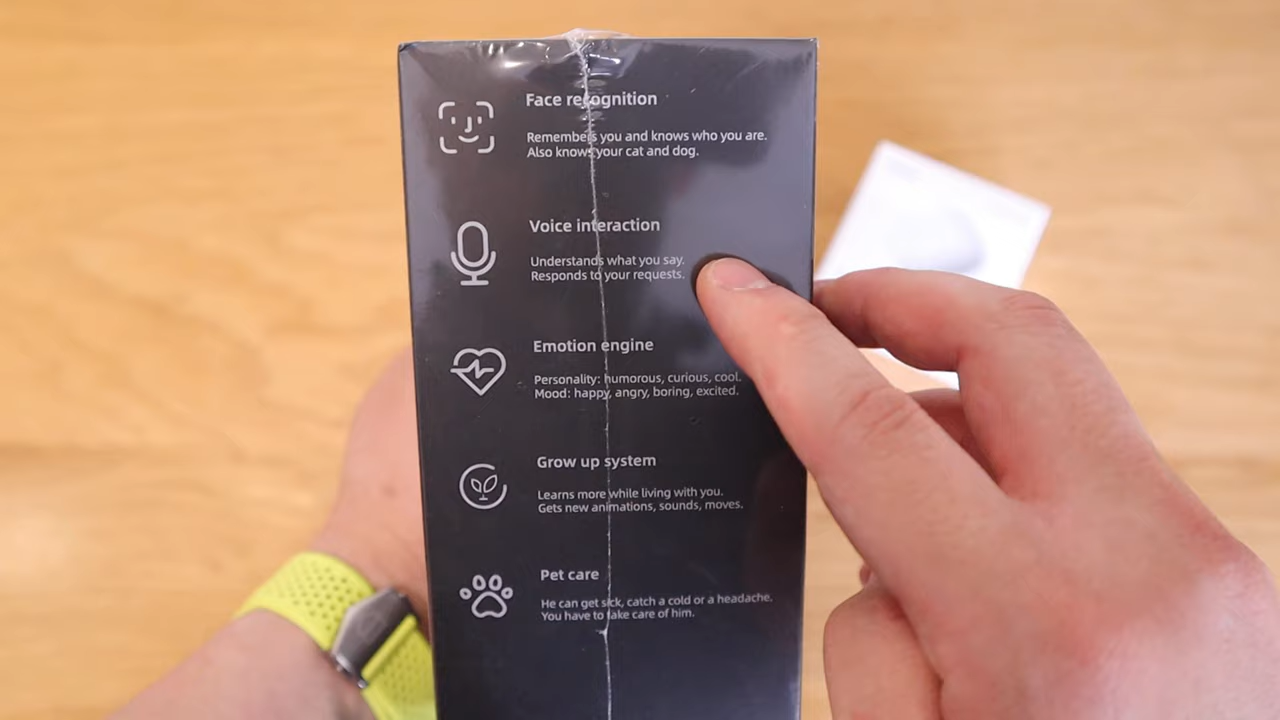 Face recognition
Remembers you and knows who you are.
Also knows your cat and dog.
Voice interaction
Understands what you say.
Responds to your requests.
Emotion engine
Personality: humorous, curious, cool.
Mood: happy, angry, boring, excited.
Grow up system
Learns more while living with you.
Gets new animations, sounds, moves.
Pet care
He can get sick, catch a cold or a headache.
You have to take care of him.